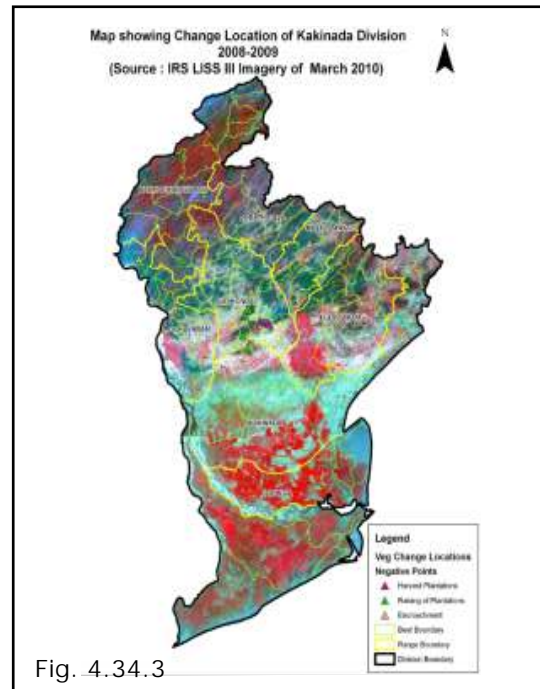 Map showing Change Location of Kakinada Division
2008-2009
(Source : IRS LISS III Imagery of March 2010)
N
Legend
Veg Change Locations
Negative Points
Harvest Plantations
Raising of Plantations
Encroachment
Beat Boundary
Range Boundary
Division Boundary
Fig. 4.34.3